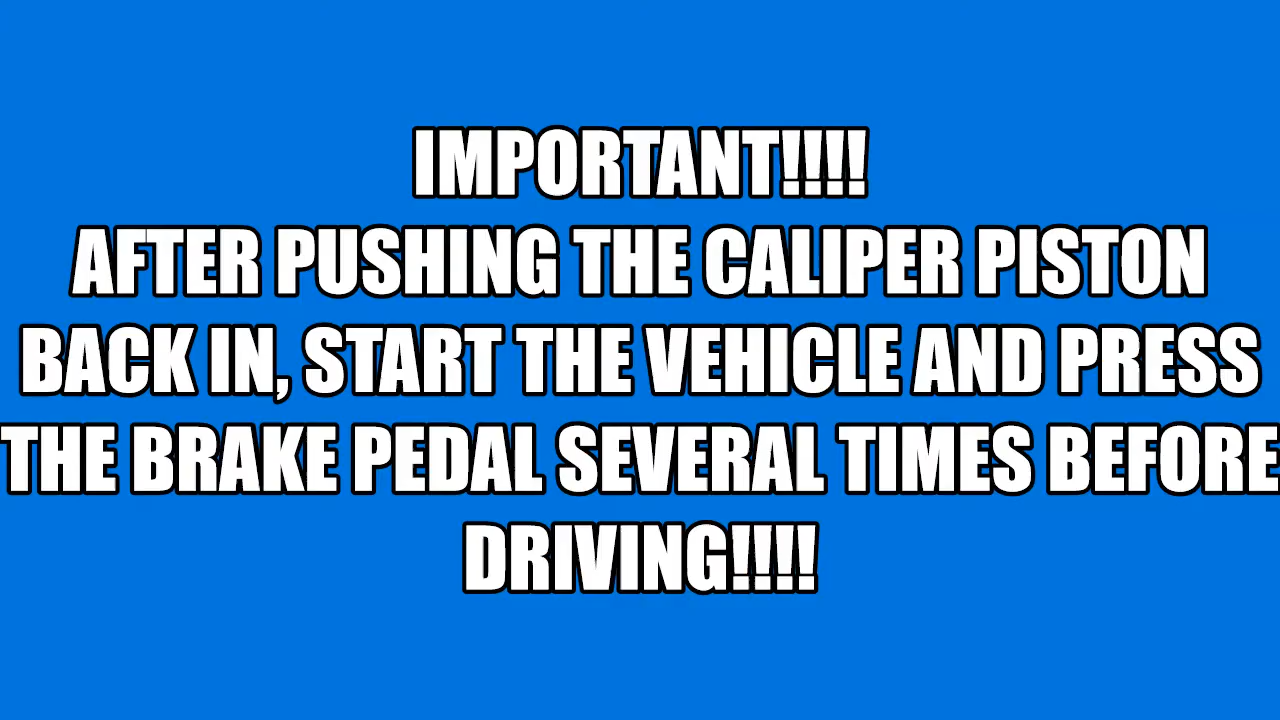 IMPORTANT!!!!
AFTER PUSHING THE CALIPER PISTON
BACK IN, START THE VEHICLE AND PRESS
THE BRAKE PEDAL SEVERAL TIMES BEFORE
DRIVING!!!!